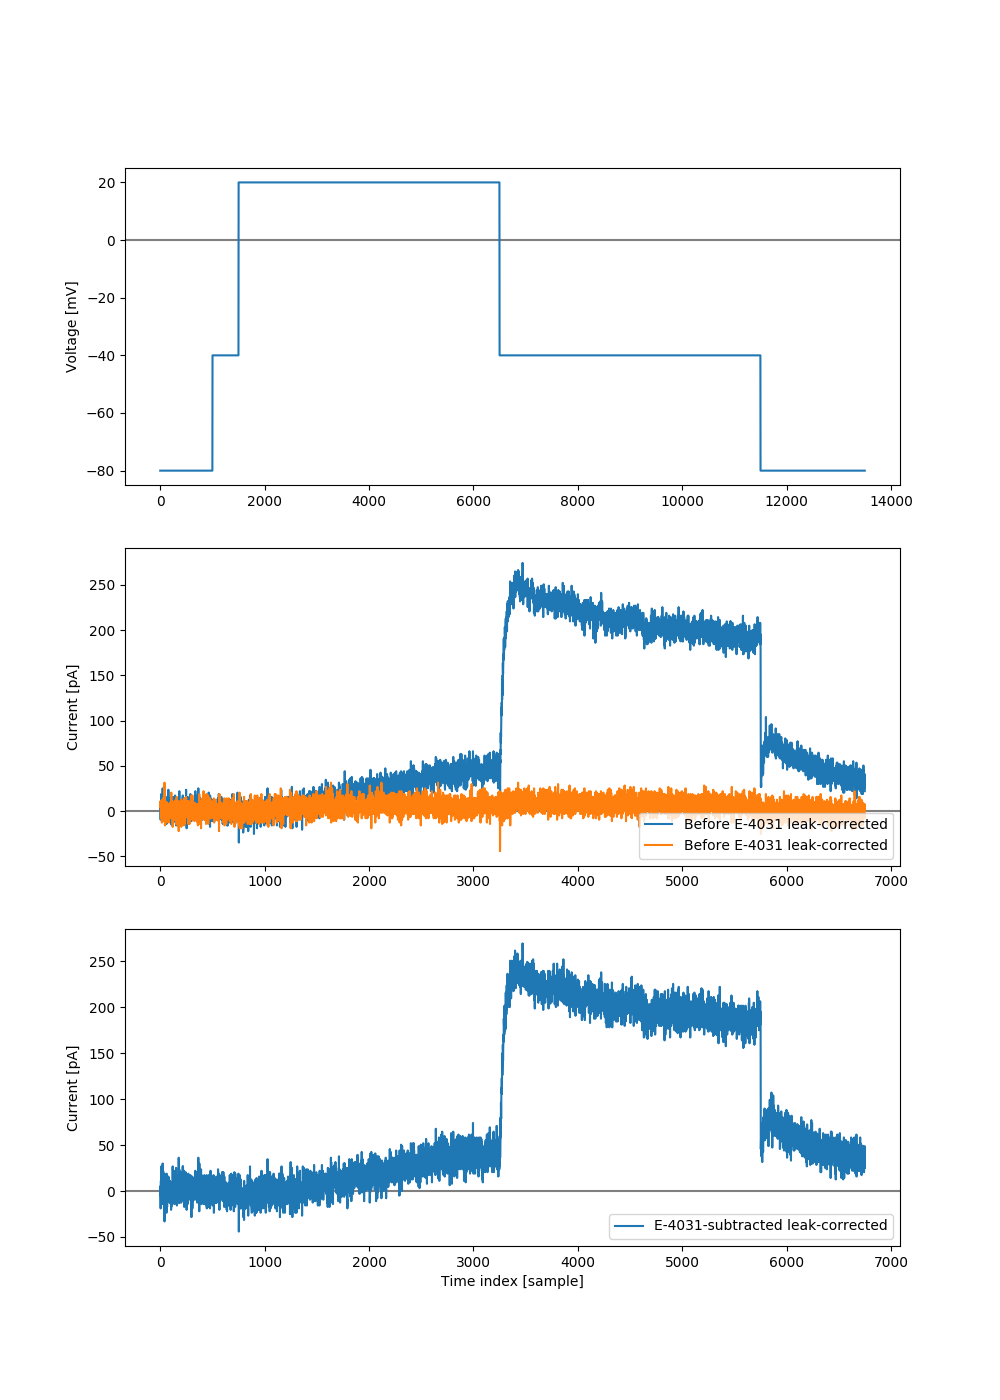 20
0
−20
−40
−60
−80
Voltage [mV]
0 2000 4000 6000 8000 10000 12000 14000
250
200
150
100
50
0
−50
Current [pA]
Before E-4031 leak-corrected
Before E-4031 leak-corrected
0 1000 2000 3000 4000 5000 6000 7000
250
200
150
100
50
0
−50
Current [pA]
E-4031-subtracted leak-corrected
0 1000 2000 3000 4000 5000 6000 7000
Time index [sample]